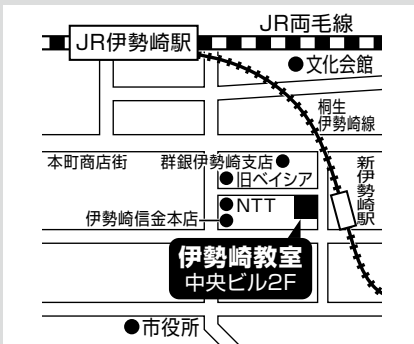 JR両毛線
JR伊勢崎駅
文化会館
桐生
伊勢崎線
本町商店街
群銀伊勢崎支店
新伊勢崎駅
旧ベイシア
NTT
伊勢崎信金本店
伊勢崎教室
中央ビル2F
市役所